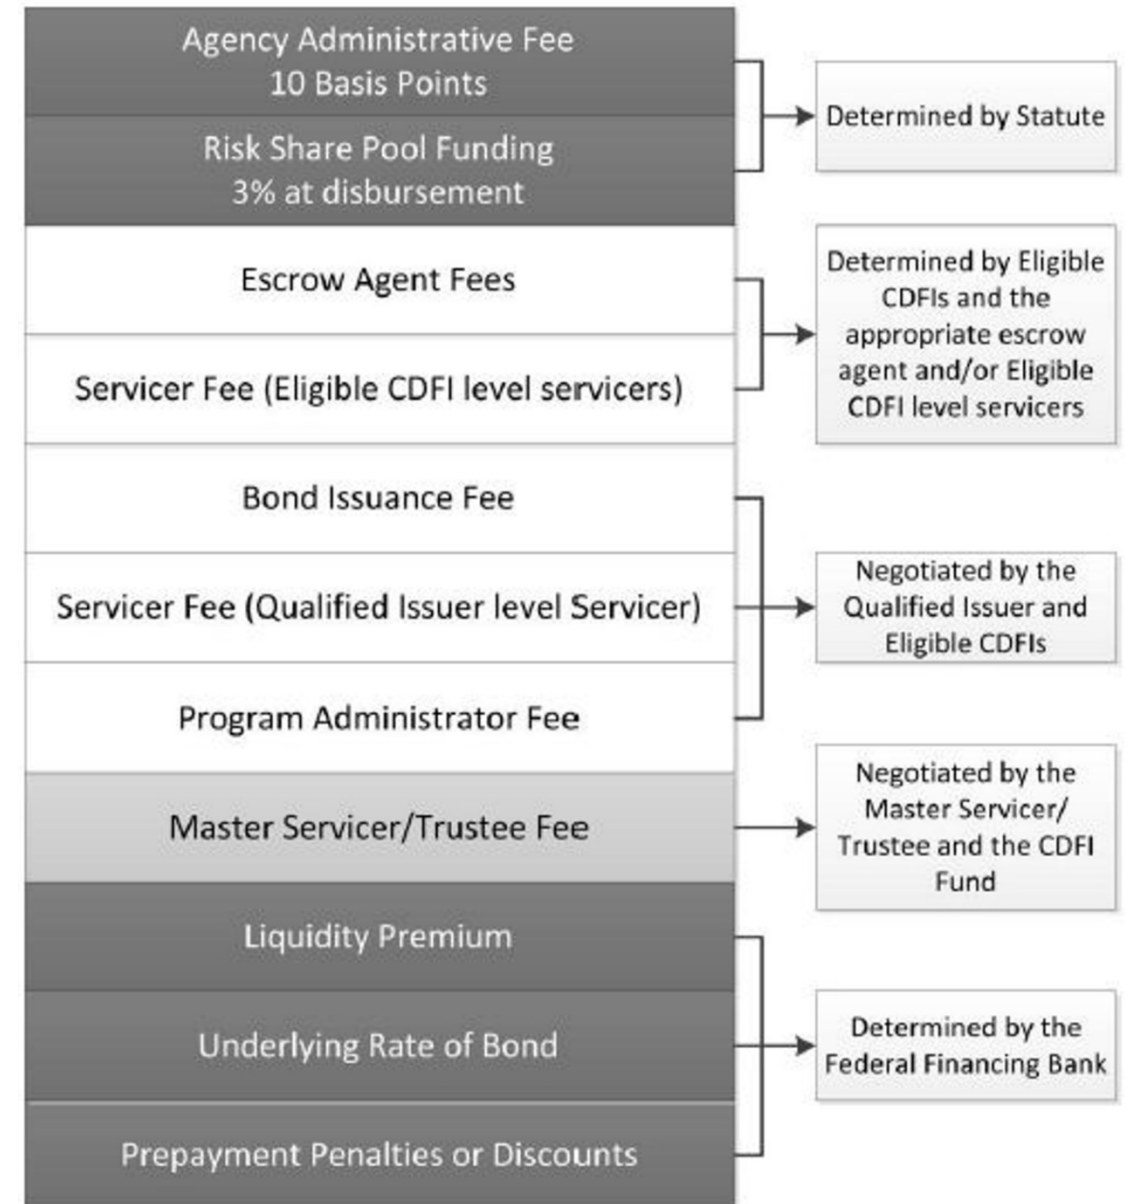 Agency Administrative Fee
10 Basis Points
Risk Share Pool Funding
3% at disbursement
Determined by Statute
Escrow Agent Fees
Servicer Fee (Eligible CDFI level servicers)
Determined by Eligible
CDFIs and the
appropriate escrow
agent and/or Eligible
CDFI level servicers
Bond Issuance Fee
Servicer Fee (Qualified Issuer level Servicer)
Program Administrator Fee
Negotiated by the
Qualified Issuer and
Eligible CDFIs
Master Servicer/Trustee Fee
Negotiated by the
Master Servicer/
Trustee and the CDFI
Fund
Liquidity Premium
Underlying Rate of Bond
Prepayment Penalties or Discounts
Determined by the
Federal Financing Bank